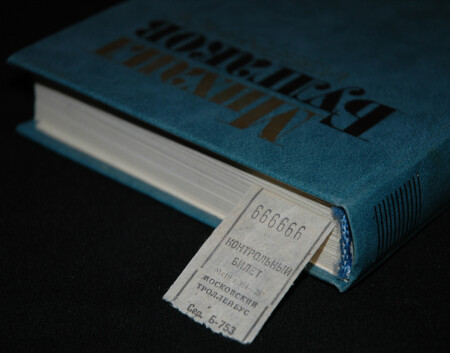 Михаил
Булгаков
666666
КОНТРОЛЬНЫЙ
БИЛЕТ
МОСКОВСКИЙ
ТРОЛЛЕЙБУС
Сер. Б-753